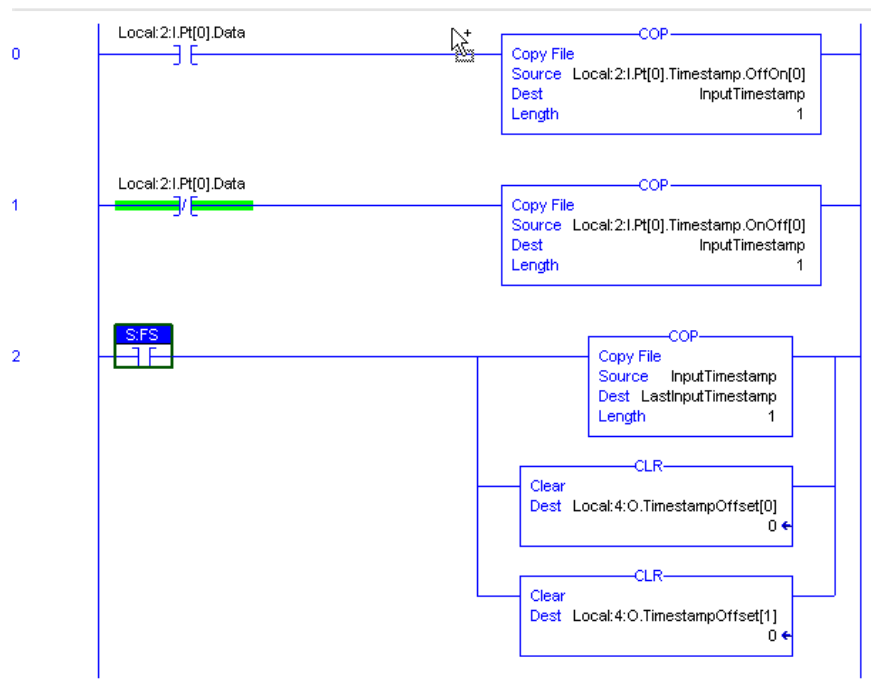 0
Local:2:I.Pt[0].Data
COP
Copy File
Source Local:2:I.Pt[0].Timestamp.OffOn[0]
Dest InputTimestamp
Length 1
1
Local:2:I.Pt[0].Data
COP
Copy File
Source Local:2:I.Pt[0].Timestamp.OnOff[0]
Dest InputTimestamp
Length 1
2
S:FS
COP
Copy File
Source InputTimestamp
Dest LastInputTimestamp
Length 1
CLR
Clear
Dest Local:4:O.TimestampOffset[0]
0
CLR
Clear
Dest Local:4:O.TimestampOffset[1]
0